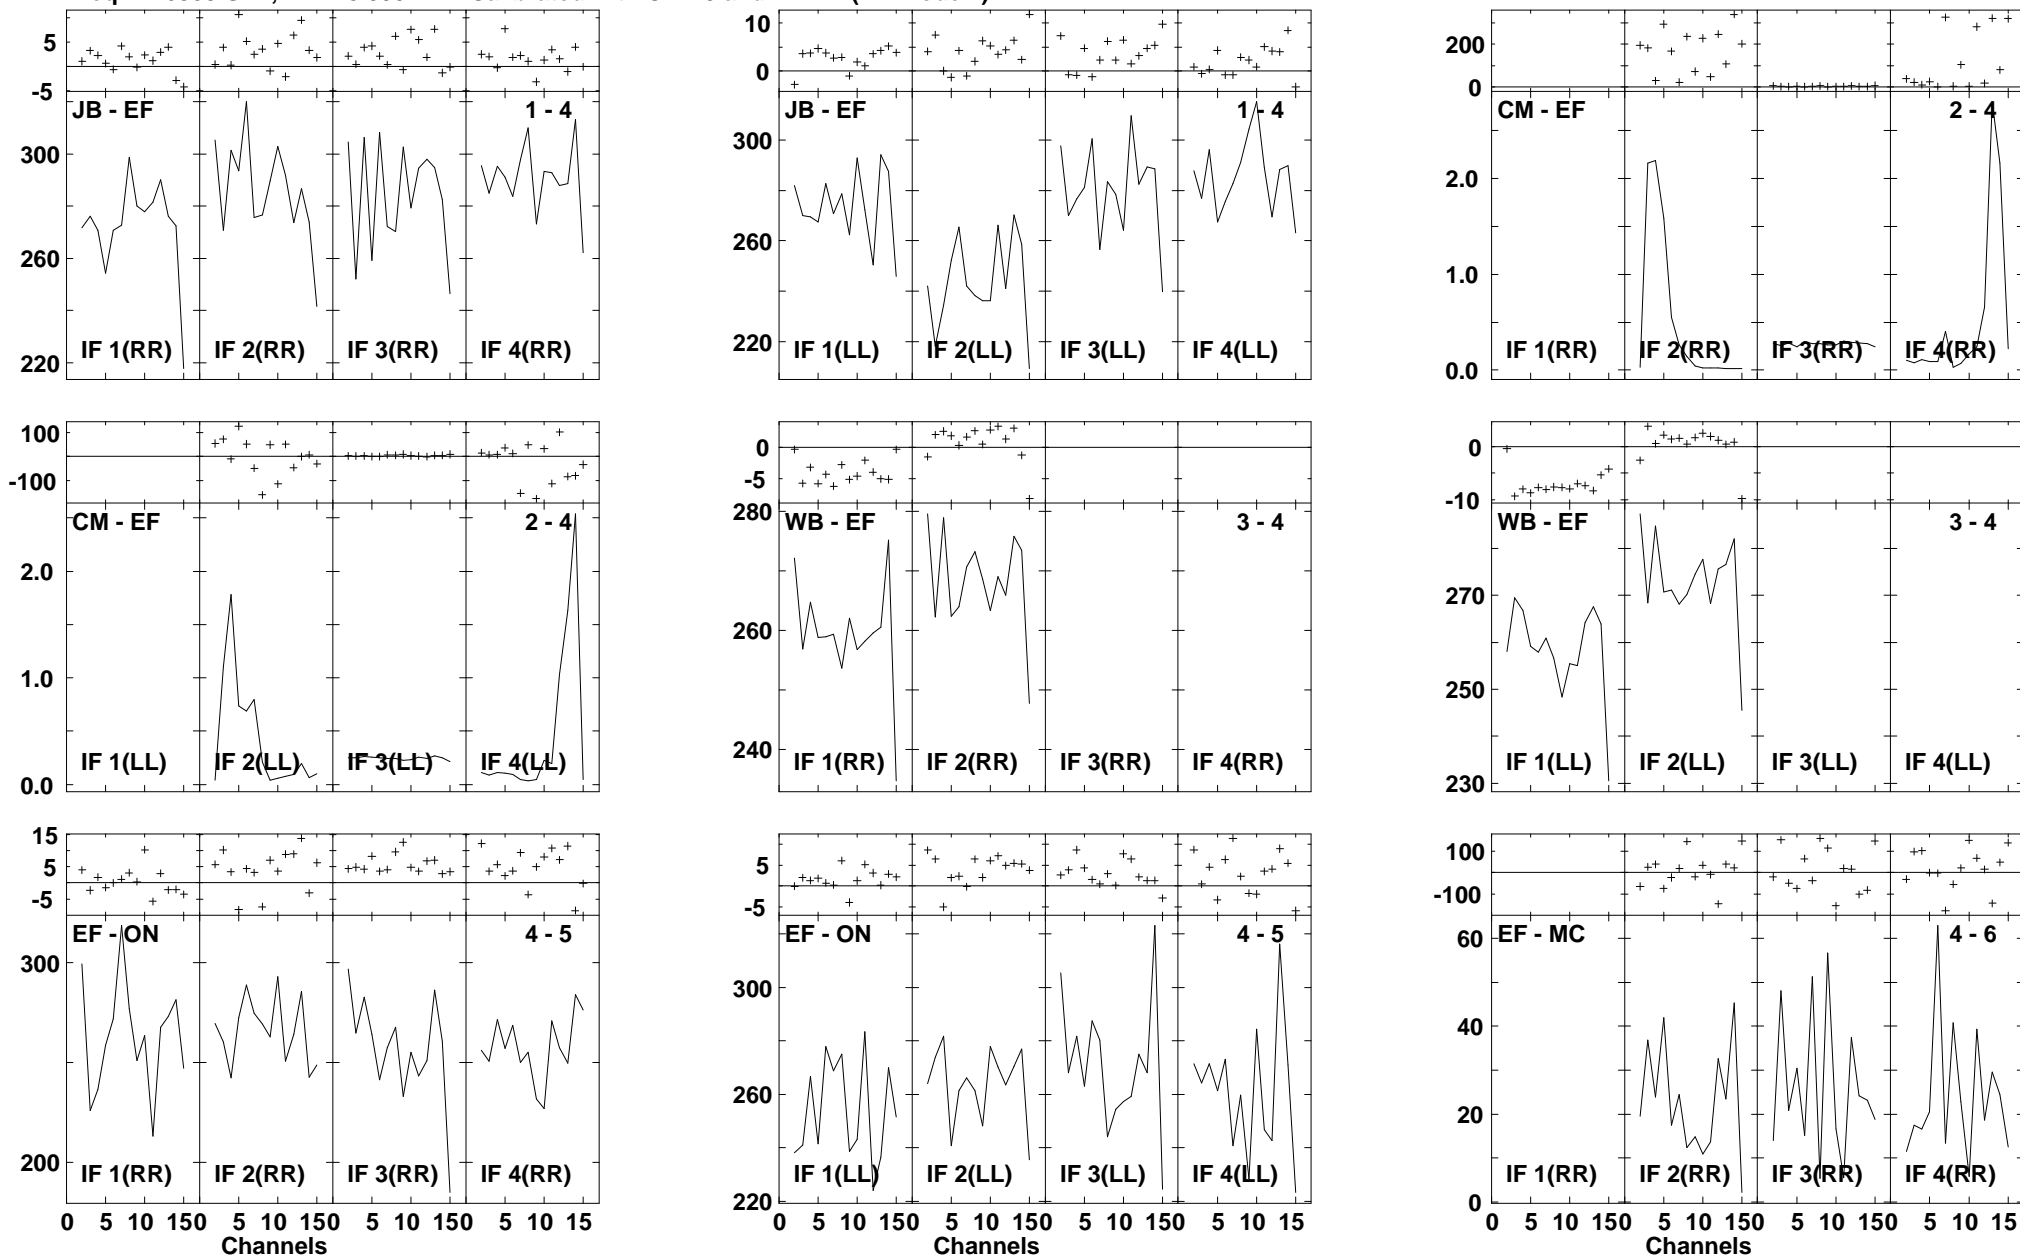 5 0 -5
JB - EF 1 - 4
300 260 220
IF 1(RR) IF 2(RR) IF 3(RR) IF 4(RR)
10 5 0
JB - EF 1 - 4
300 260 220
IF 1(LL) IF 2(LL) IF 3(LL) IF 4(LL)
200 0
CM - EF 2 - 4
2.0 1.0 0.0
IF 1(RR) IF 2(RR) IF 3(RR) IF 4(RR)
100 -100
CM - EF 2 - 4
2.0 1.0 0.0
IF 1(LL) IF 2(LL) IF 3(LL) IF 4(LL)
0 -5
WB - EF 3 - 4
280 260 240
IF 1(RR) IF 2(RR) IF 3(RR) IF 4(RR)
0 -10
WB - EF 3 - 4
270 250 230
IF 1(LL) IF 2(LL) IF 3(LL) IF 4(LL)
15 5 -5
EF - ON 4 - 5
300 200
IF 1(RR) IF 2(RR) IF 3(RR) IF 4(RR)
0 5 10 150 5 10 150 5 10 150 5 10 15
Channels
5 -5
EF - ON 4 - 5
300 260 220
IF 1(LL) IF 2(LL) IF 3(LL) IF 4(LL)
0 5 10 150 5 10 150 5 10 150 5 10 15
Channels
100 -100
EF - MC 4 - 6
60 40 20 0
IF 1(RR) IF 2(RR) IF 3(RR) IF 4(RR)
0 5 10 150 5 10 150 5 10 150 5 10 15
Channels